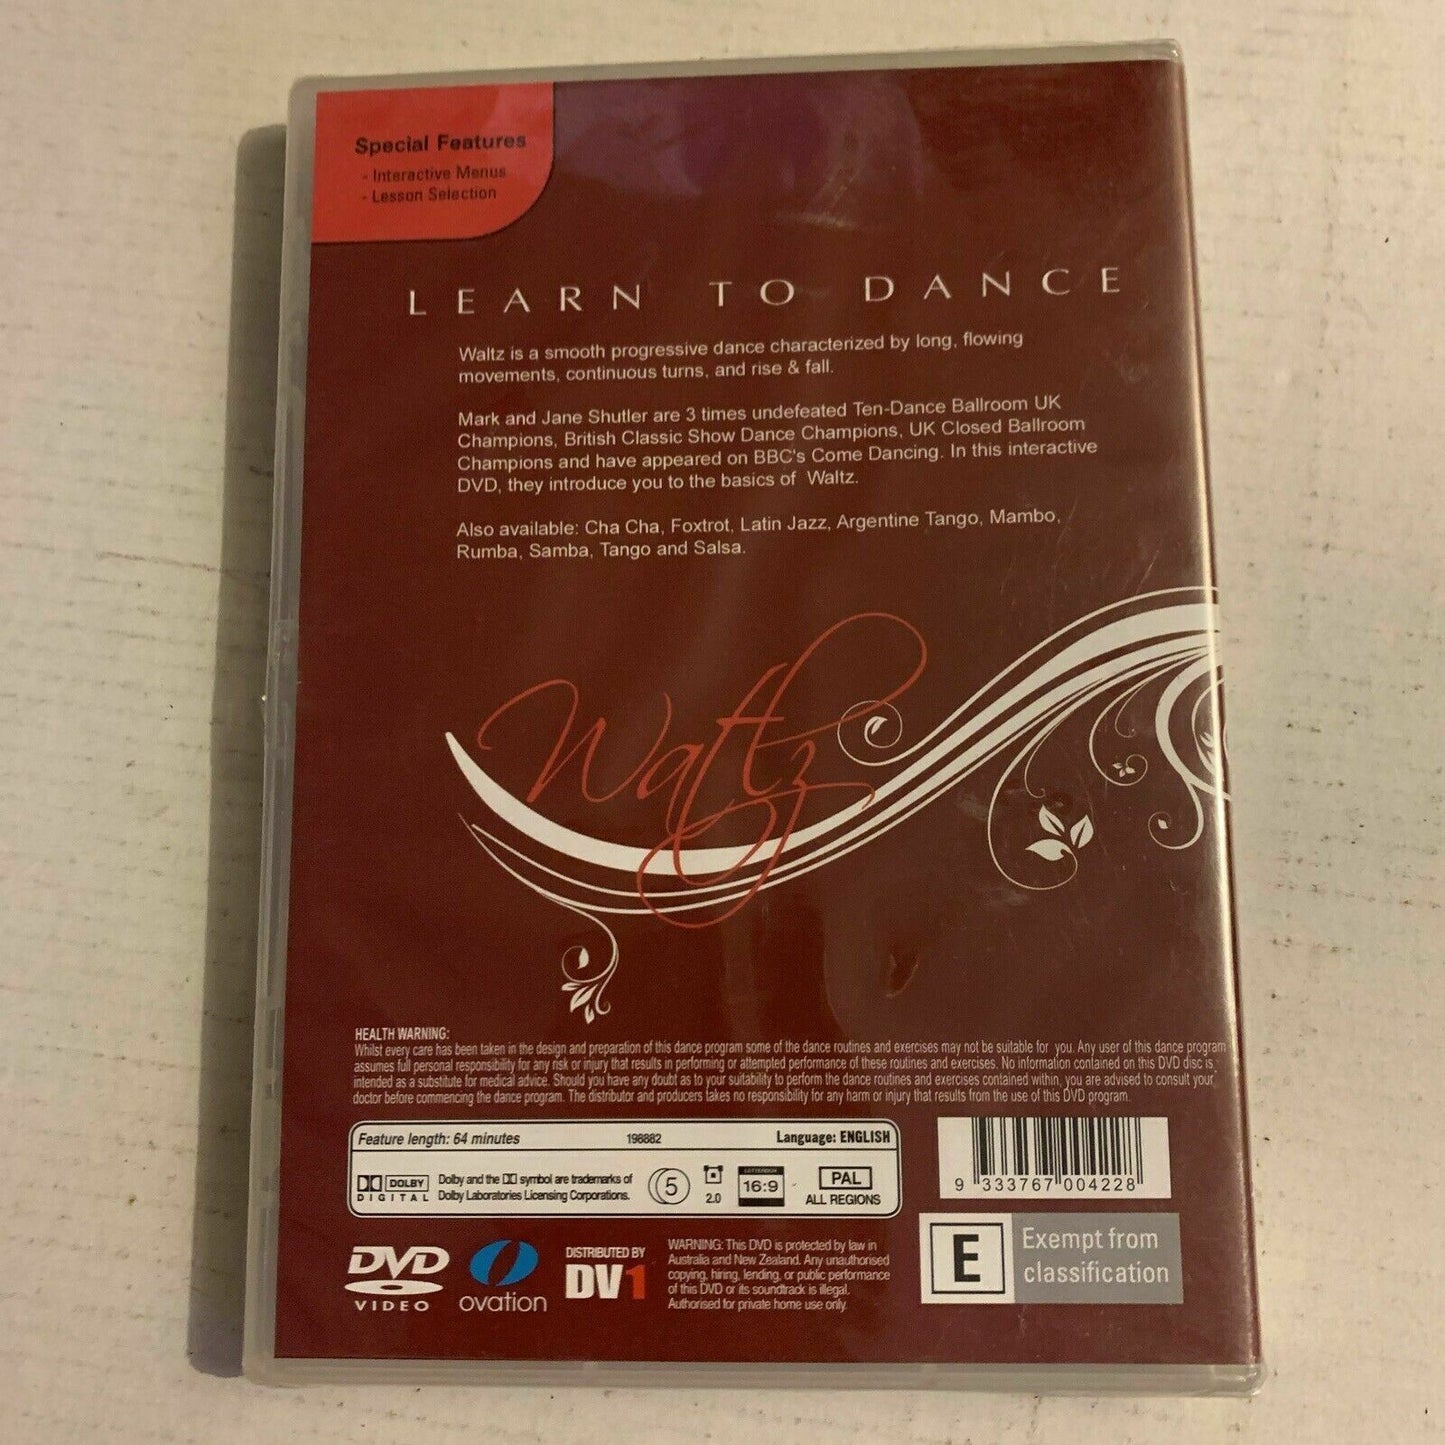 Special Features
- Interactive Menus
- Lesson Selection
LEARN TO DANCE
Waltz is a smooth progressive dance characterized by long, flowing
movements, continuous turns, and rise & fall.
Mark and Jane Shutler are 3 times undefeated Ten-Dance Ballroom UK
Champions, British Classic Show Dance Champions, UK Closed Ballroom
Champions and have appeared on BBC's Come Dancing. In this interactive
DVD, they introduce you to the basics of Waltz.
Also available: Cha Cha, Foxtrot, Latin Jazz, Argentine Tango, Mambo,
Rumba, Samba, Tango and Salsa.
Waltz
HEALTH WARNING:
Whilst every care has been taken in the design and preparation of this dance program some of the dance routines and exercises may not be suitable for you. Any user of this dance program
assumes full personal responsibility for any risk or injury that results in performing or attempted performance of these routines and exercises. No information contained on this DVD disc is
intended as a substitute for medical advice. Should you have any doubt as to your suitability to perform the dance routines and exercises contained within, you are advised to consult your
doctor before commencing the dance program. The distributor and producers takes no responsibility for any harm or injury that results from the use of this DVD program.
Feature length: 64 minutes 198882 Language: ENGLISH
DOLBY
DIGITAL
Dolby and the symbol are trademarks of
Dolby Laboratories Licensing Corporations.
5
2.0
LETTERBOX
16:9
PAL
ALL REGIONS
9 333767 004228
DVD
VIDEO
ovation
DISTRIBUTED BY
DV1
WARNING: This DVD is protected by law in
Australia and New Zealand. Any unauthorised
copying, hiring, lending, or public performance
of this DVD or its soundtrack is illegal.
Authorised for private home use only.
E
Exempt from
classification